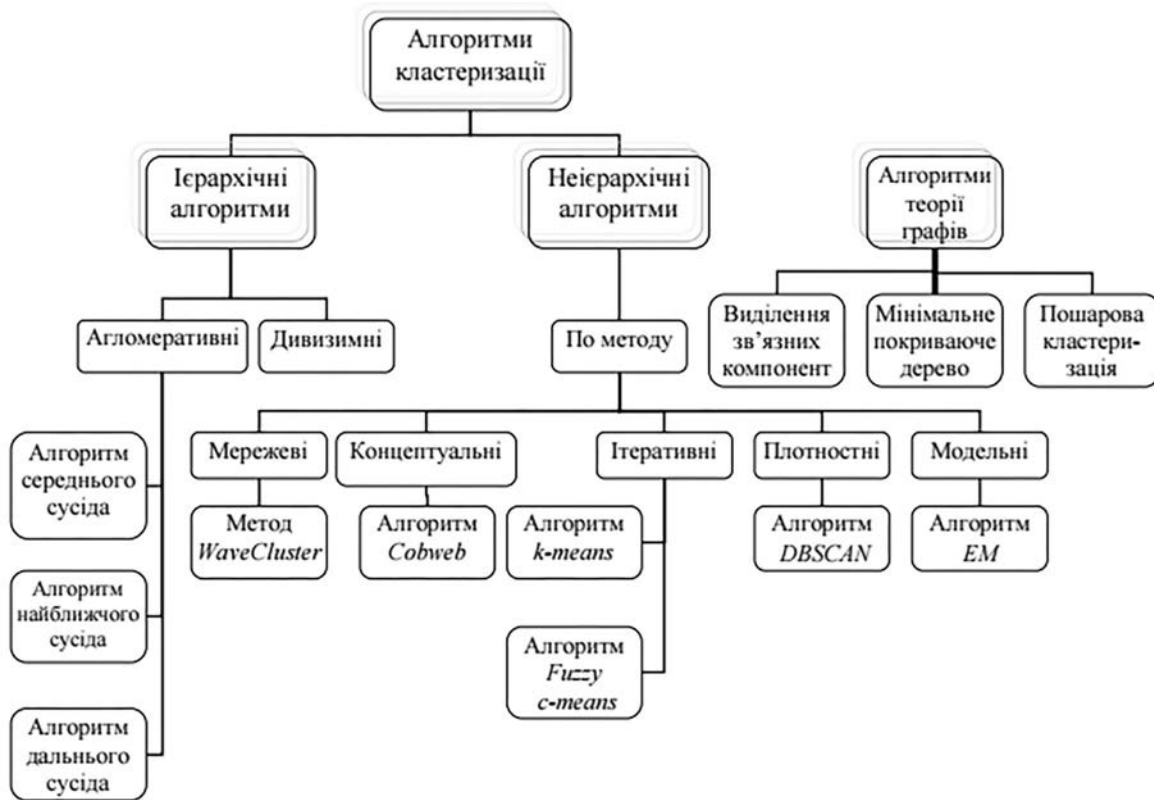 Алгоритми
кластеризації
Ієрархічні
алгоритми
Неієрархічні
алгоритми
Алгоритми
теорії
графів
Агломеративні
Дивизимні
По методу
Виділення
зв’язних
компонент
Мінімальне
покриваюче
дерево
Пошарова
кластери-
зація
Мережеві
Концептуальні
Ітеративні
Плотностні
Модельні
Алгоритм
середнього
сусіда
Метод
WaveCluster
Алгоритм
Cobweb
Алгоритм
k-means
Алгоритм
DBSCAN
Алгоритм
EM
Алгоритм
найближчого
сусіда
Алгоритм
Fuzzy
c-means
Алгоритм
дальнього
сусіда